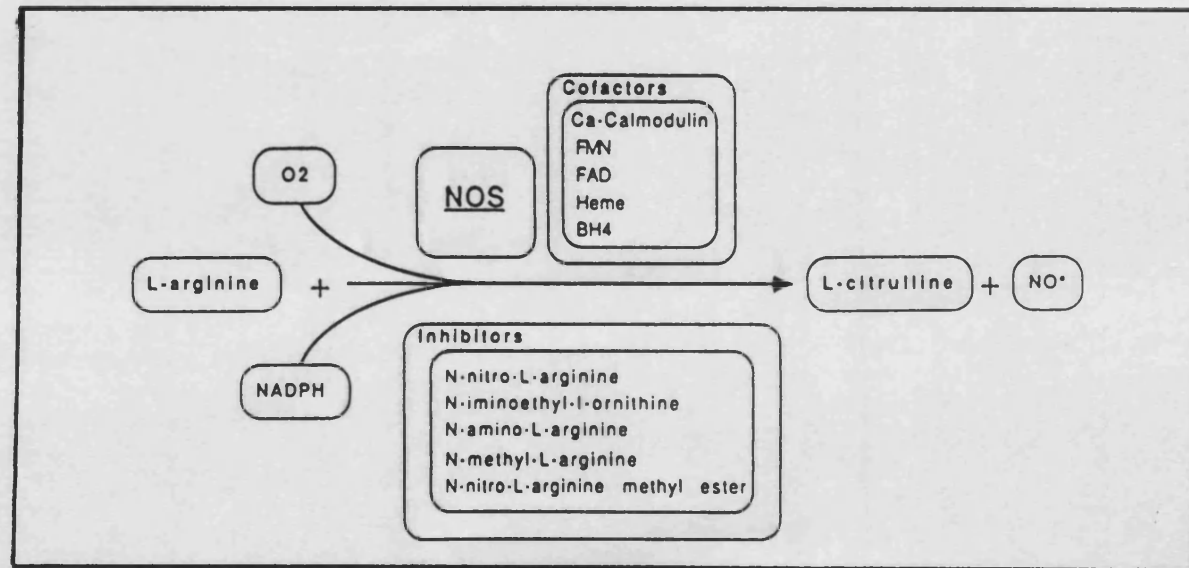 Cofactors
Ca-Calmodulin
FMN
FAD
Heme
BH4
O2
NOS
L-arginine + L-citrulline + NO•
NADPH
Inhibitors
N-nitro-L-arginine
N-iminoethyl-l-ornithine
N-amino-L-arginine
N-methyl-L-arginine
N-nitro-L-arginine methyl ester